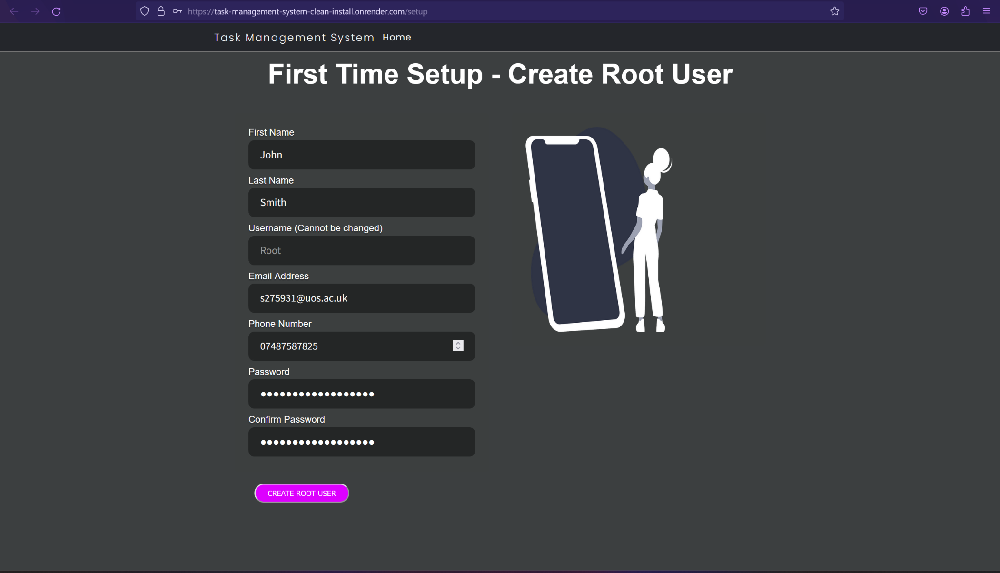 https://task-management-system-clean-install.onrender.com/setup
Task Management System Home
First Time Setup - Create Root User
First Name
John
Last Name
Smith
Username (Cannot be changed)
Root
Email Address
s275931@uos.ac.uk
Phone Number
07487587825
Password
●●●●●●●●●●●●●●●●●●
Confirm Password
●●●●●●●●●●●●●●●●●●
CREATE ROOT USER